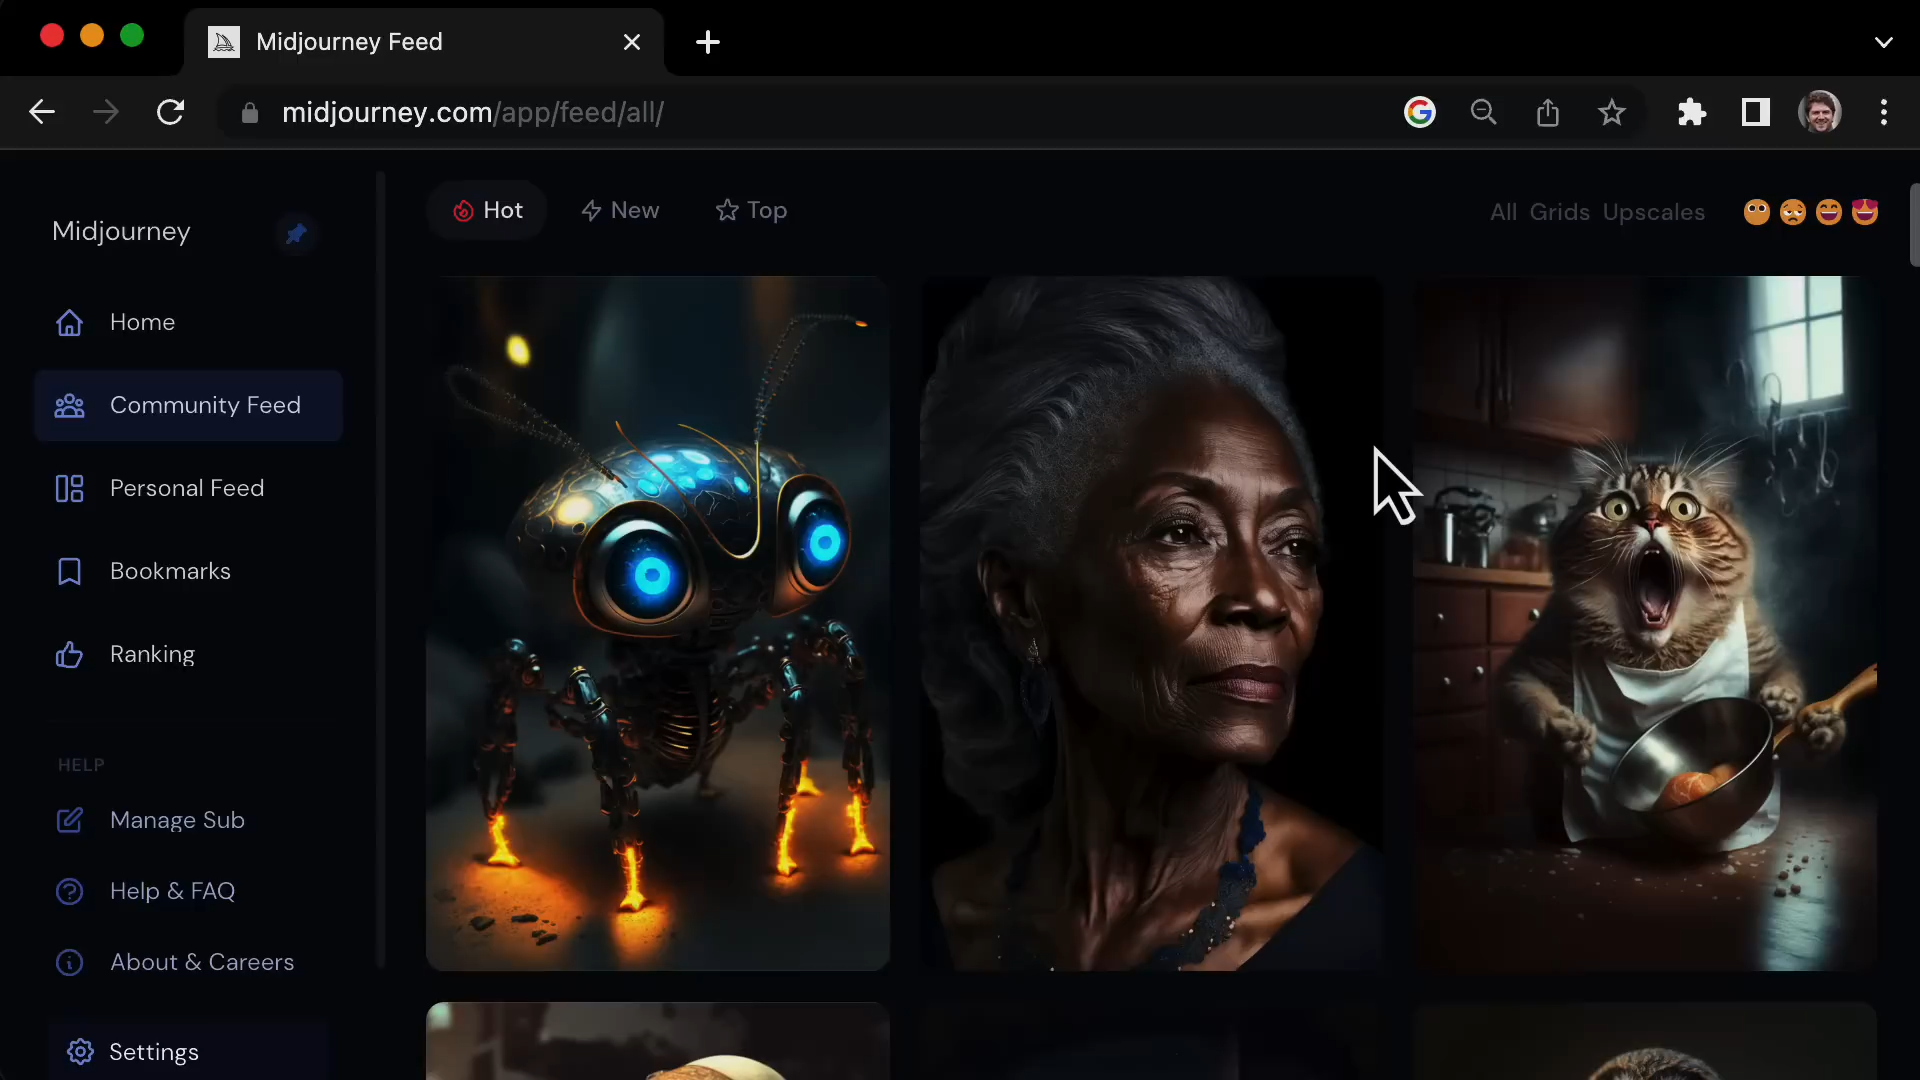 Midjourney Feed
midjourney.com/app/feed/all/
Midjourney
Home
Community Feed
Personal Feed
Bookmarks
Ranking
HELP
Manage Sub
Help & FAQ
About & Careers
Settings
Hot New Top
All Grids Upscales